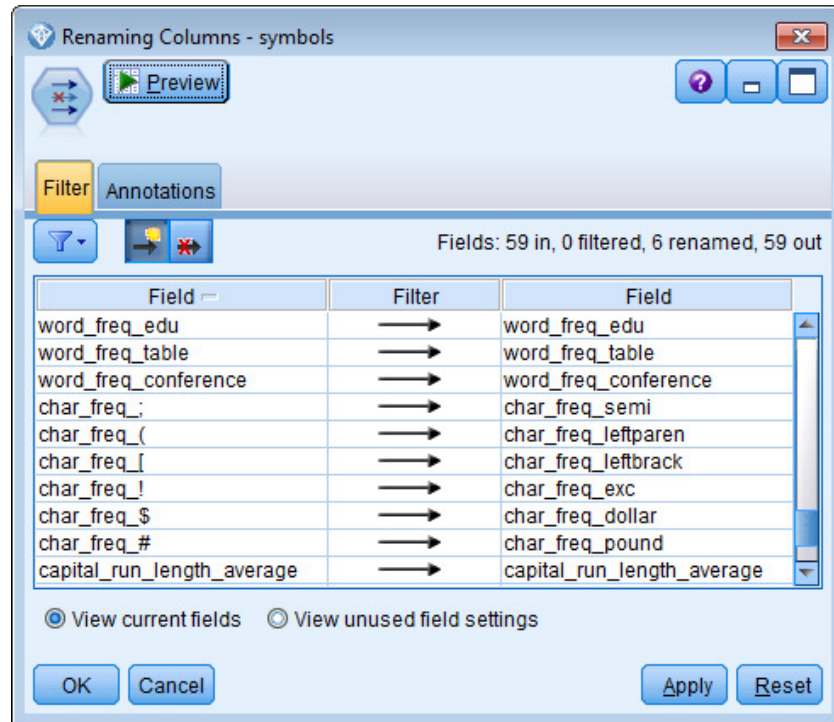 Renaming Columns - symbols
Preview
?
Filter Annotations
Fields: 59 in, 0 filtered, 6 renamed, 59 out
Field Filter Field
word_freq_edu word_freq_edu
word_freq_table word_freq_table
word_freq_conference word_freq_conference
char_freq_; char_freq_semi
char_freq_( char_freq_leftparen
char_freq_[ char_freq_leftbrack
char_freq_! char_freq_exc
char_freq_$ char_freq_dollar
char_freq_# char_freq_pound
capital_run_length_average capital_run_length_average
View current fields View unused field settings
OK Cancel Apply Reset